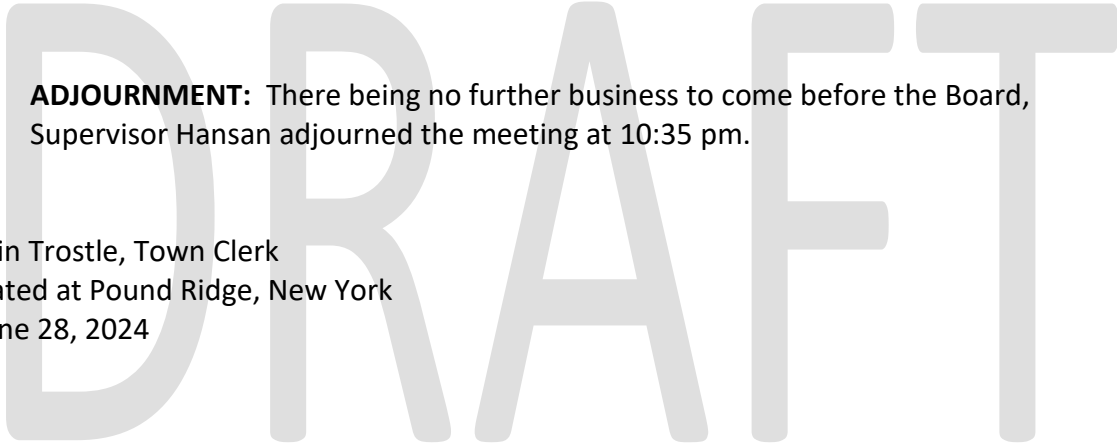 DRAFT
ADJOURNMENT: There being no further business to come before the Board,
Supervisor Hansan adjourned the meeting at 10:35 pm.
in Trostle, Town Clerk
ated at Pound Ridge, New York
ne 28, 2024